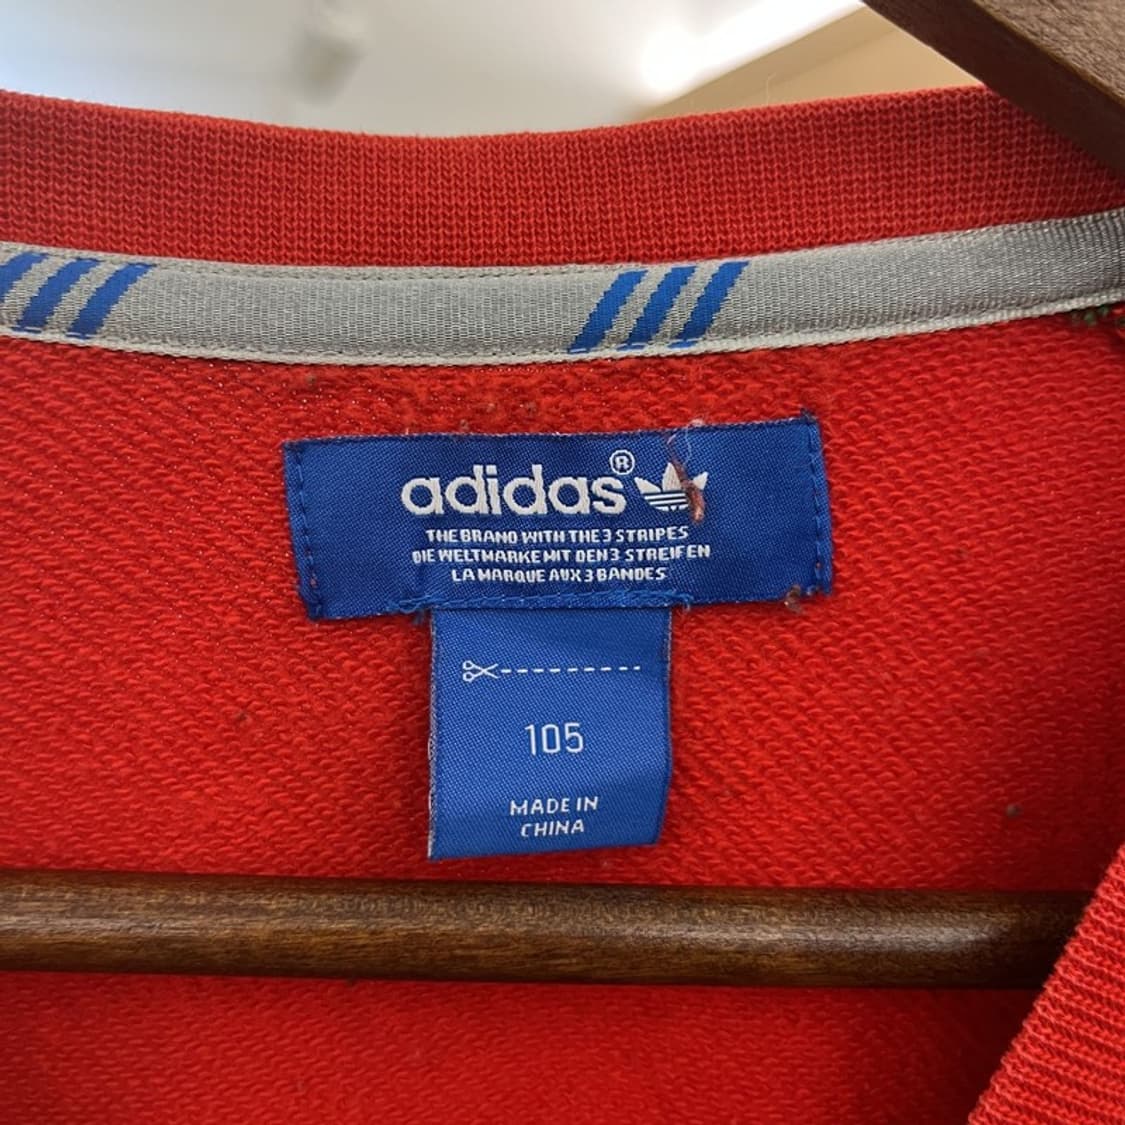 adidas®
THE BRAND WITH THE 3 STRIPES
DIE WELTMARKE MIT DEN 3 STREIFEN
LA MARQUE AUX 3 BANDES
105
MADE IN
CHINA